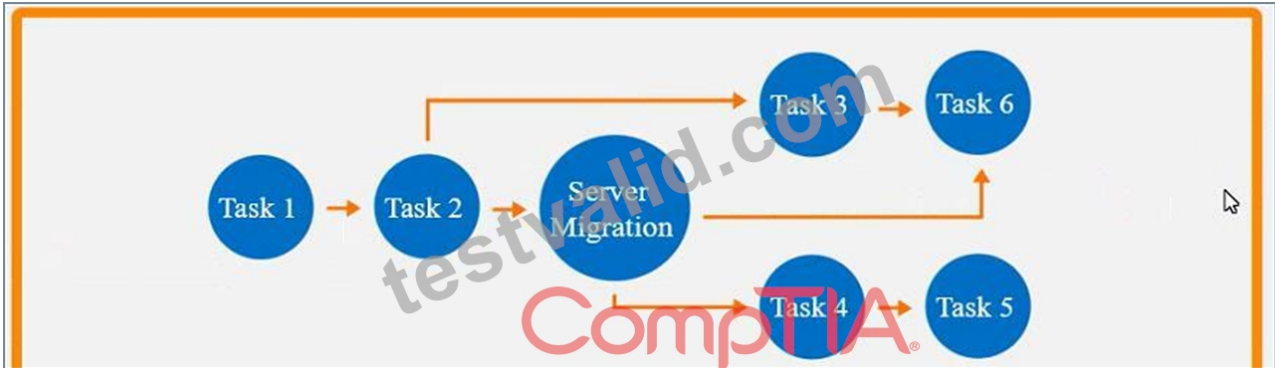 Task 3
Task 6
Task 1
Task 2
Server
Migration
Task 4
Task 5
testvalid.com
CompTIA®